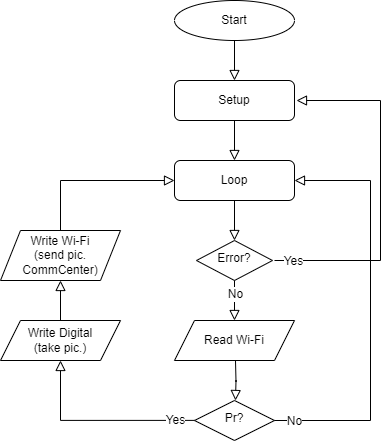 Start
Setup
Loop
Error?
Yes
No
Write Wi-Fi
(send pic.
CommCenter)
Read Wi-Fi
Write Digital
(take pic.)
Pr?
Yes
No